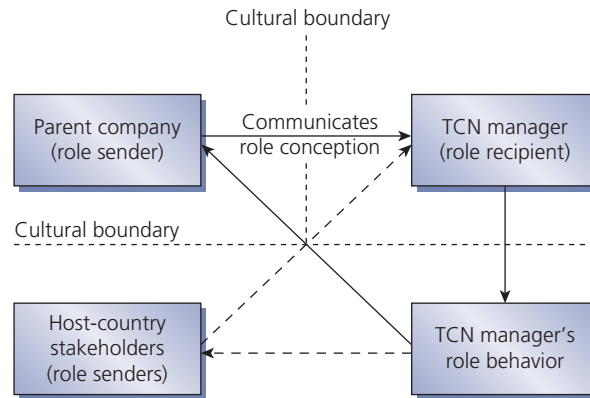 Cultural boundary
Parent company
(role sender)
Communicates
role conception
TCN manager
(role recipient)
Cultural boundary
Host-country
stakeholders
(role senders)
TCN manager’s
role behavior